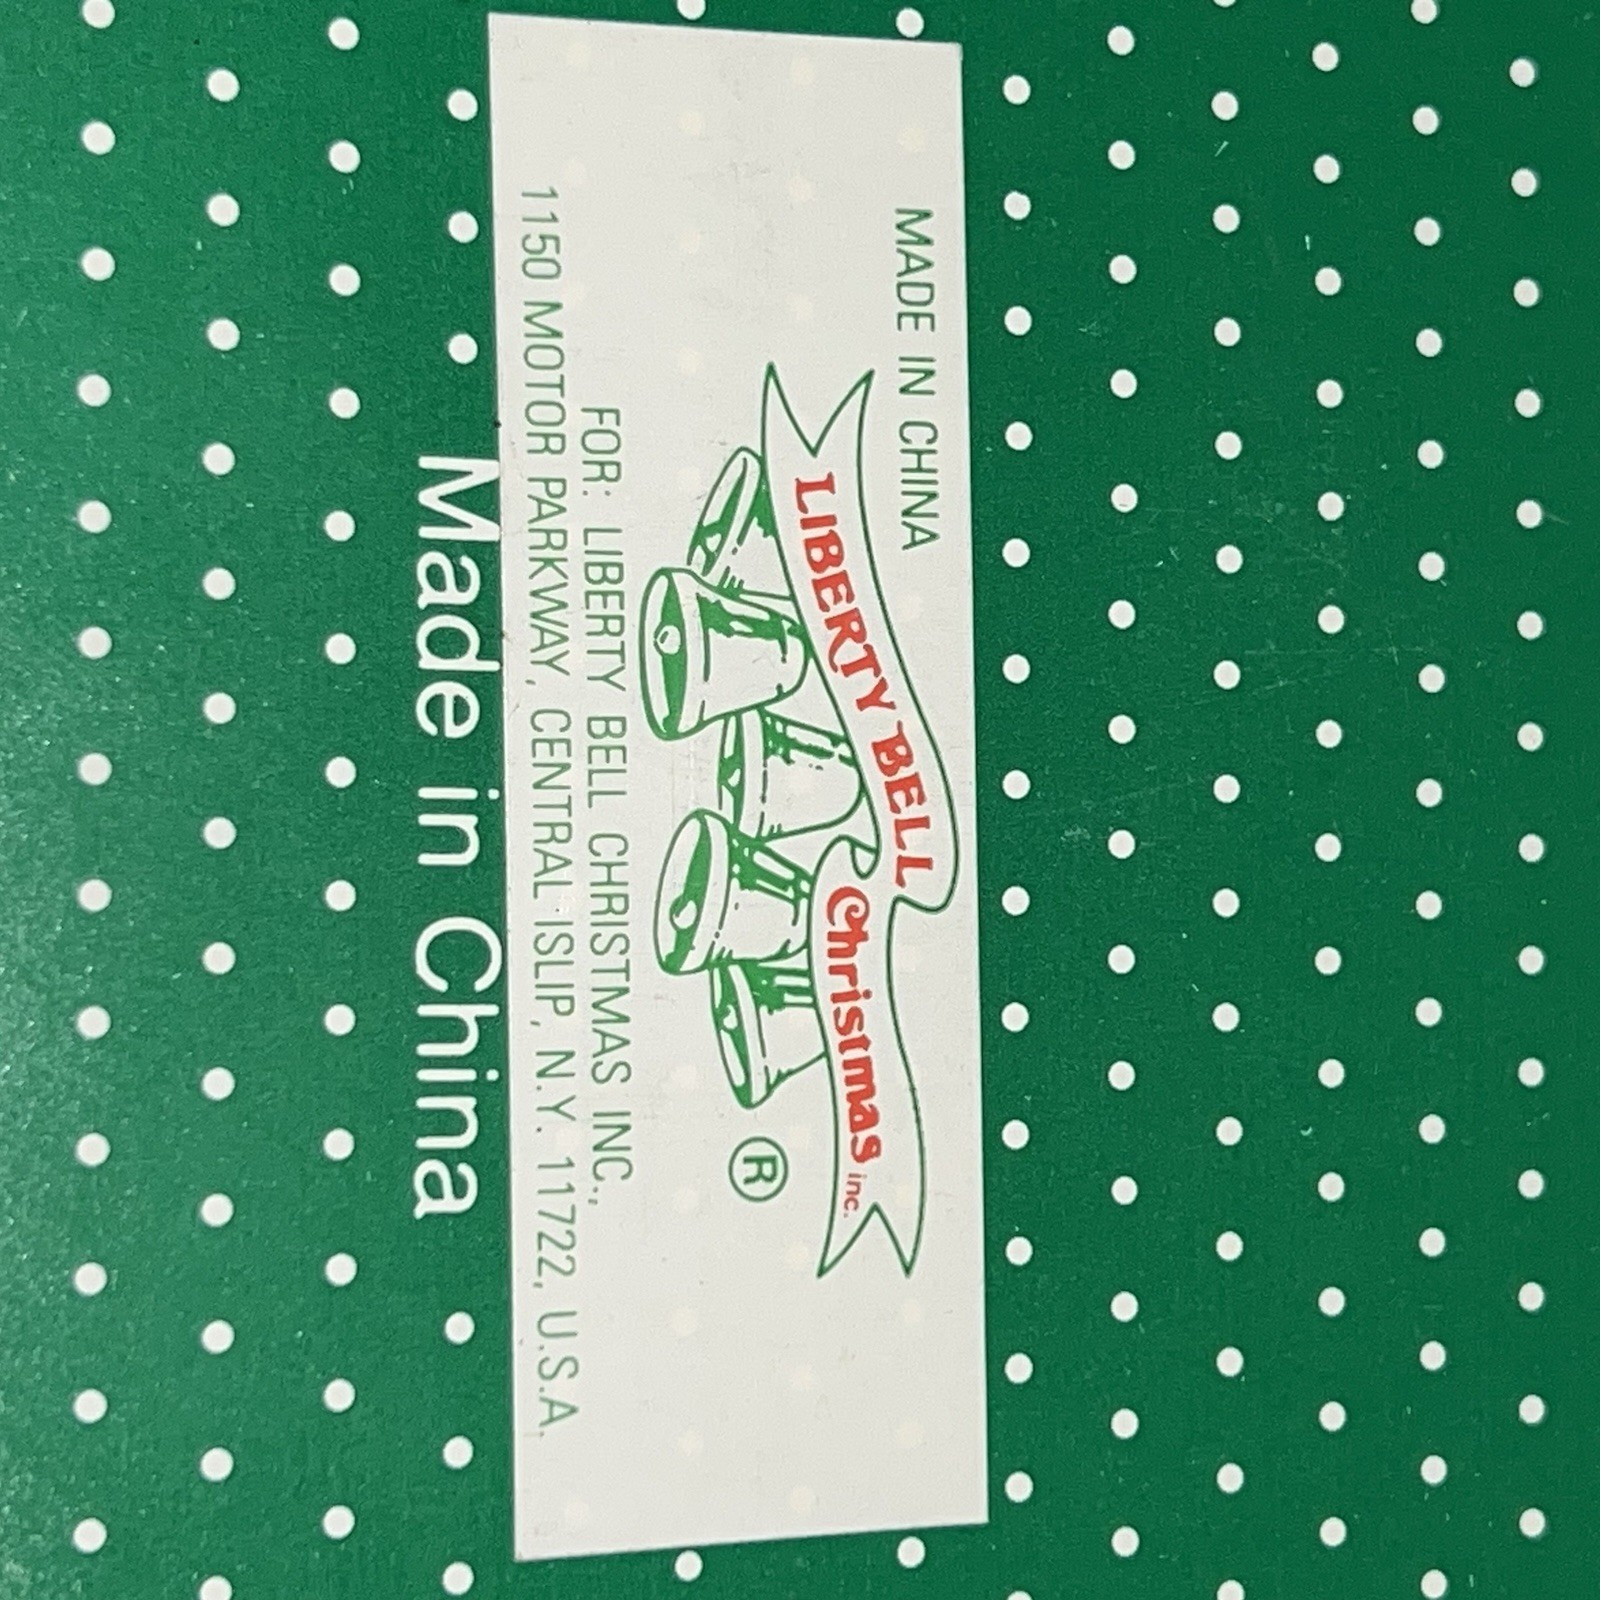 MADE IN CHINA
LIBERTY BELL
Christmas inc.
®
FOR: LIBERTY BELL CHRISTMAS INC.,
1150 MOTOR PARKWAY, CENTRAL ISLIP, N.Y. 11722, U.S.A.
Made in China